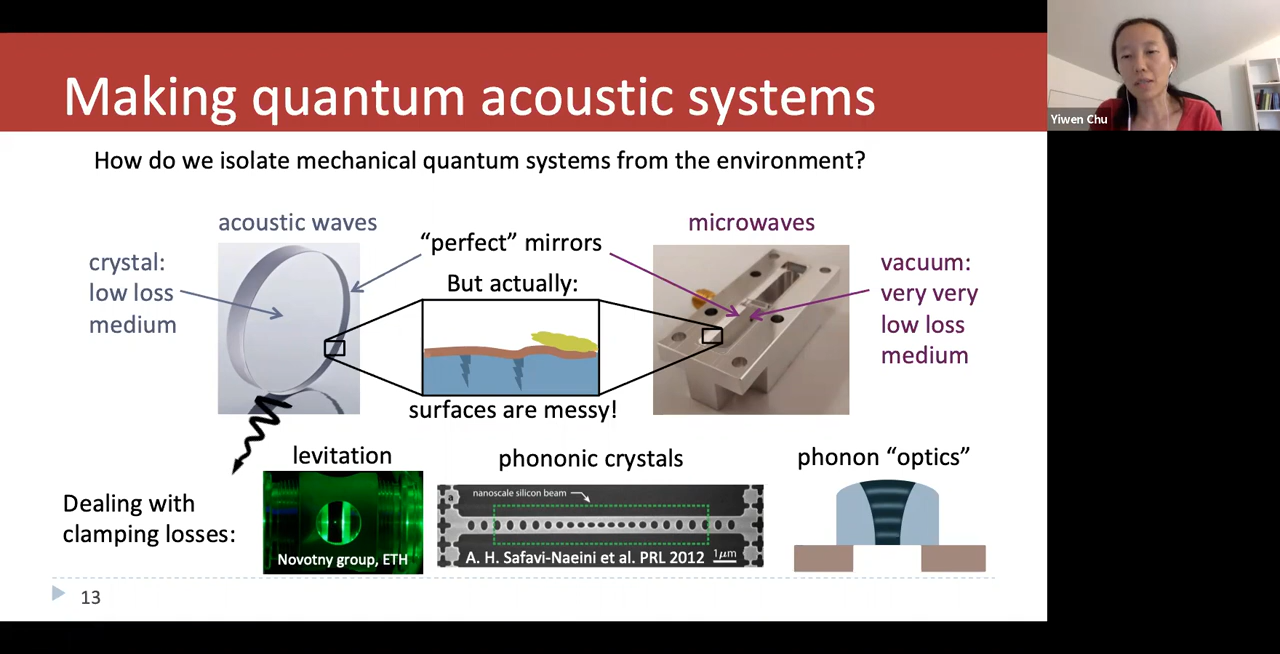 Making quantum acoustic systems
Yiwen Chu
How do we isolate mechanical quantum systems from the environment?
acoustic waves
microwaves
“perfect” mirrors
crystal:
low loss
medium
But actually:
vacuum:
very very
low loss
medium
surfaces are messy!
levitation
phononic crystals
phonon “optics”
Dealing with
clamping losses:
nanoscale silicon beam
Novotny group, ETH
A. H. Safavi-Naeini et al. PRL 2012
1μm
13